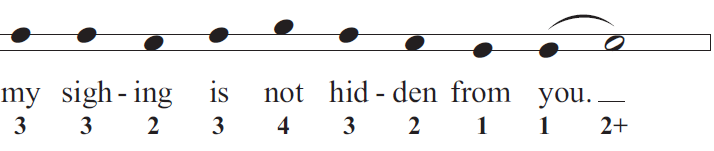 my sigh - ing is not hid - den from you. __
3 3 2 3 4 3 2 1 1 2+